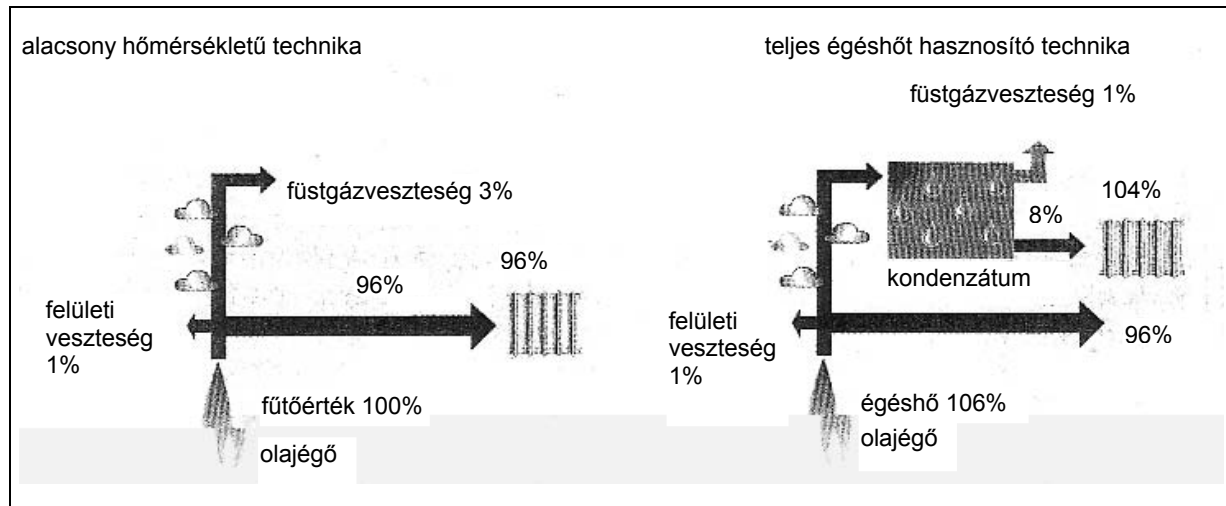 alacsony hőmérsékletű technika
füstgázveszteség 3%
96%
96%
felületi
veszteség
1%
fűtőérték 100%
olajégő
teljes égéshőt hasznosító technika
füstgázveszteség 1%
104%
8%
kondenzátum
felületi
veszteség
1%
96%
égéshő 106%
olajégő